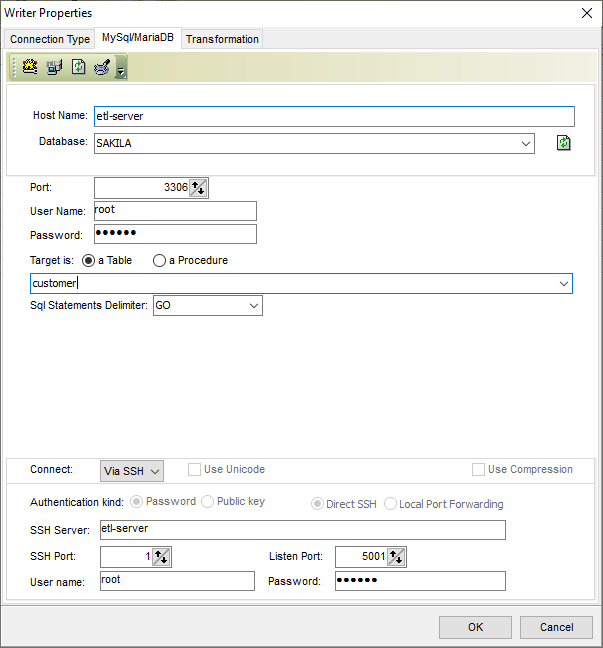 Writer Properties
Connection Type MySql/MariaDB Transformation
Host Name: etl-server
Database: SAKILA
Port: 3306
User Name: root
Password: ••••••
Target is: a Table a Procedure
customer
Sql Statements Delimiter: GO
Connect: Via SSH Use Unicode Use Compression
Authentication kind: Password Public key Direct SSH Local Port Forwarding
SSH Server: etl-server
SSH Port: 1 Listen Port: 5001
User name: root Password: ••••••
OK Cancel